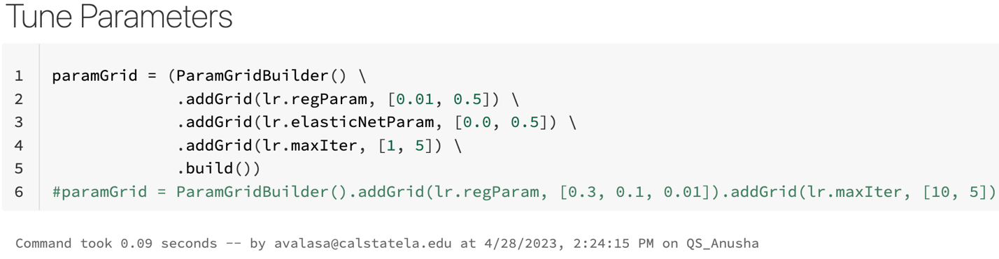 Tune Parameters
1 paramGrid = (ParamGridBuilder() \
2 .addGrid(lr.regParam, [0.01, 0.5]) \
3 .addGrid(lr.elasticNetParam, [0.0, 0.5]) \
4 .addGrid(lr.maxIter, [1, 5]) \
5 .build())
6 #paramGrid = ParamGridBuilder().addGrid(lr.regParam, [0.3, 0.1, 0.01]).addGrid(lr.maxIter, [10, 5])
Command took 0.09 seconds -- by avalasa@calstatela.edu at 4/28/2023, 2:24:15 PM on QS_Anusha